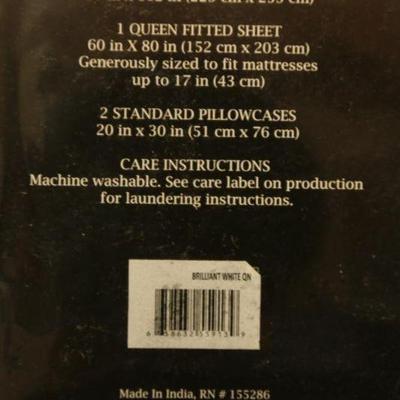 1 QUEEN FITTED SHEET
60 in X 80 in (152 cm x 203 cm)
Generously sized to fit mattresses
up to 17 in (43 cm)
2 STANDARD PILLOWCASES
20 in x 30 in (51 cm x 76 cm)
CARE INSTRUCTIONS
Machine washable. See care label on production
for laundering instructions.
BRILLIANT WHITE QN
Made In India, RN # 155286